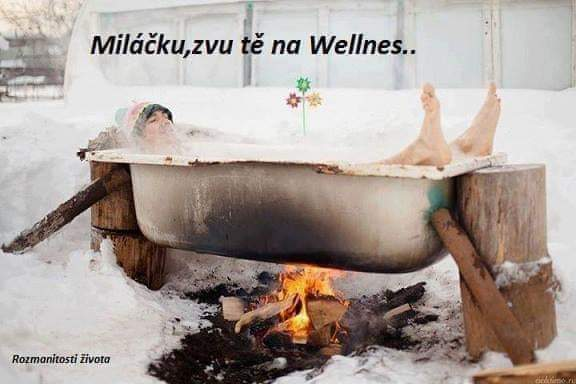 Miláčku,zvu tě na Wellnes..
Rozmanitosti života